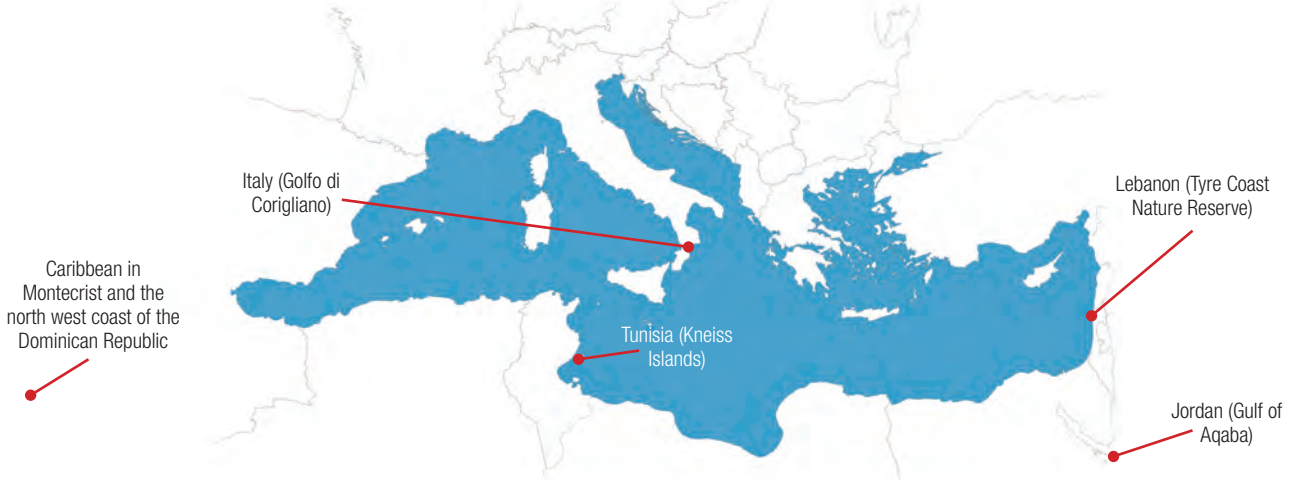 Italy (Golfo di
Corigliano)
Lebanon (Tyre Coast
Nature Reserve)
Caribbean in
Montecrist and the
north west coast of the
Dominican Republic
Tunisia (Kneiss
Islands)
Jordan (Gulf of
Aqaba)